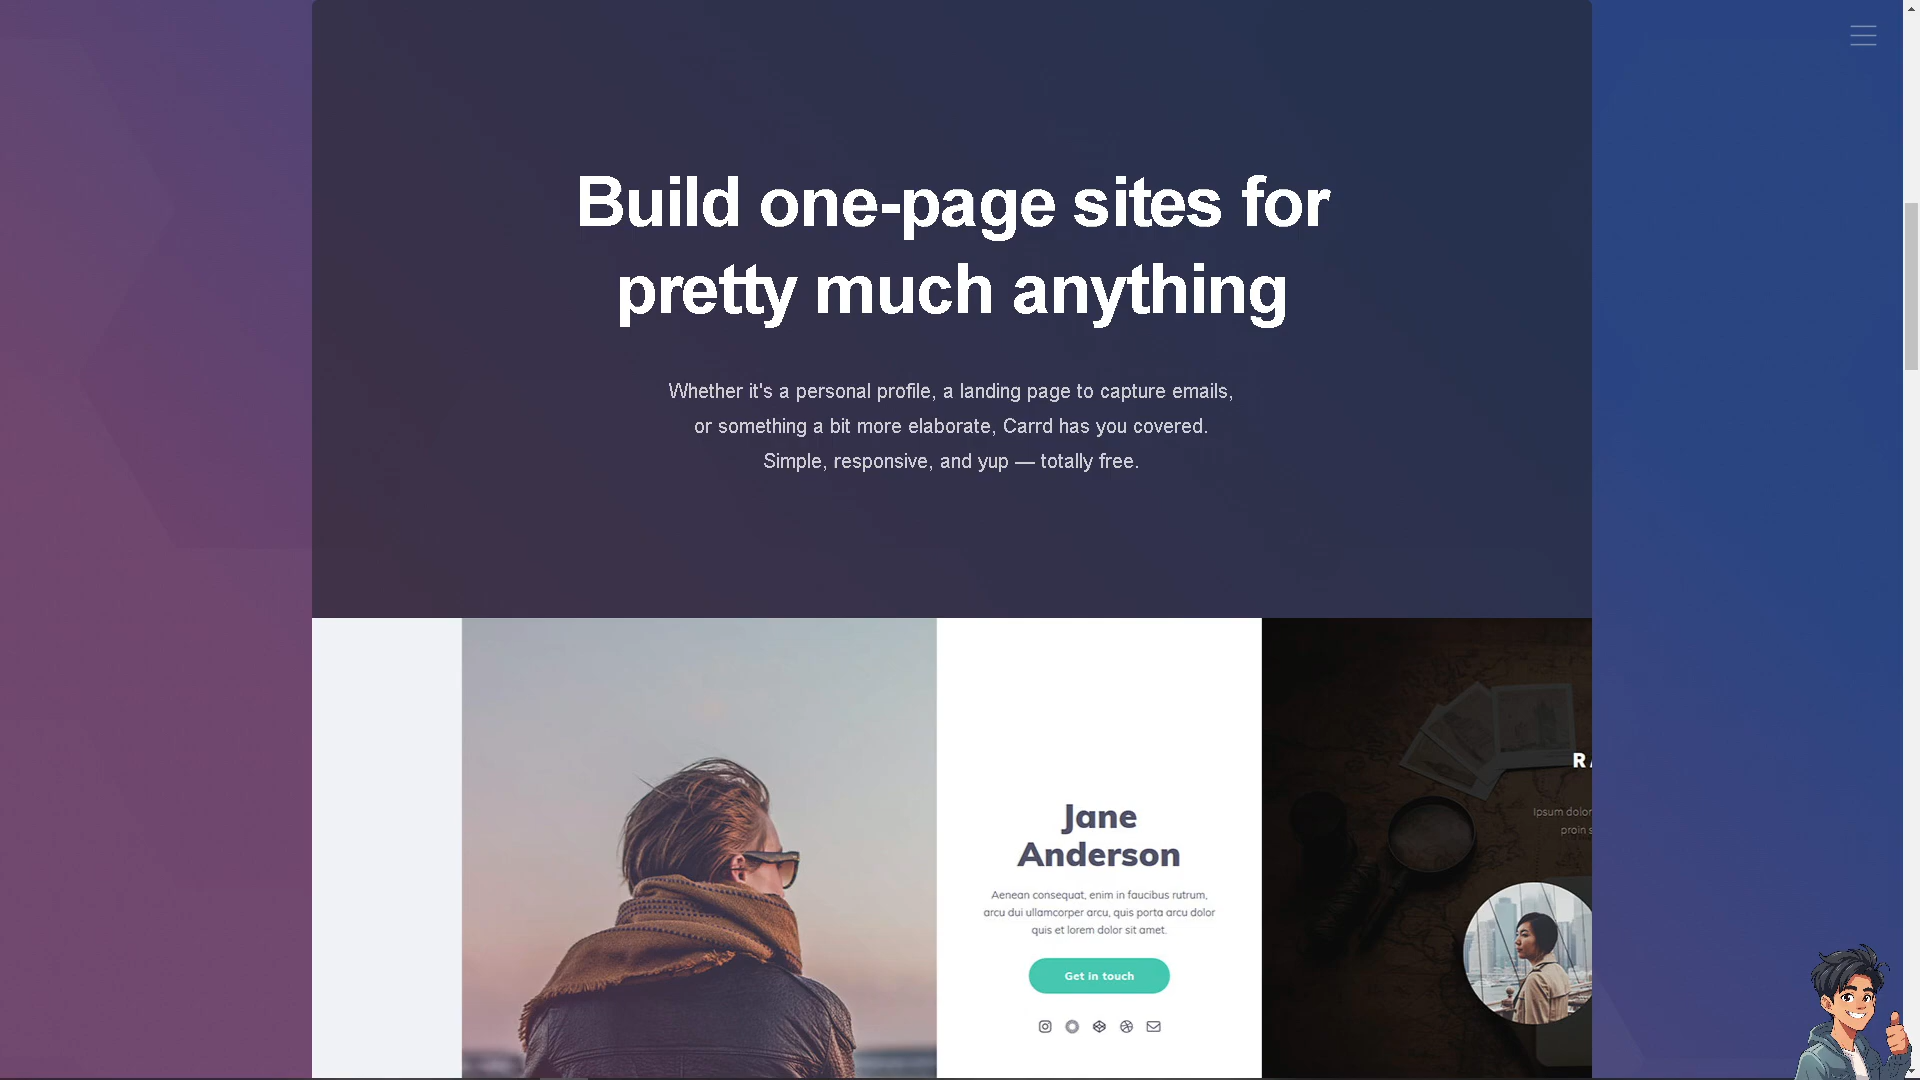 Build one-page sites for
pretty much anything
Whether it's a personal profile, a landing page to capture emails,
or something a bit more elaborate, Carrd has you covered.
Simple, responsive, and yup — totally free.
Jane
Anderson
Aenean consequat, enim in faucibus rutrum,
arcu dui ullamcorper arcu, quis porta arcu dolor
quis et lorem dolor sit amet.
Get in touch
Ipsum dolor
proin